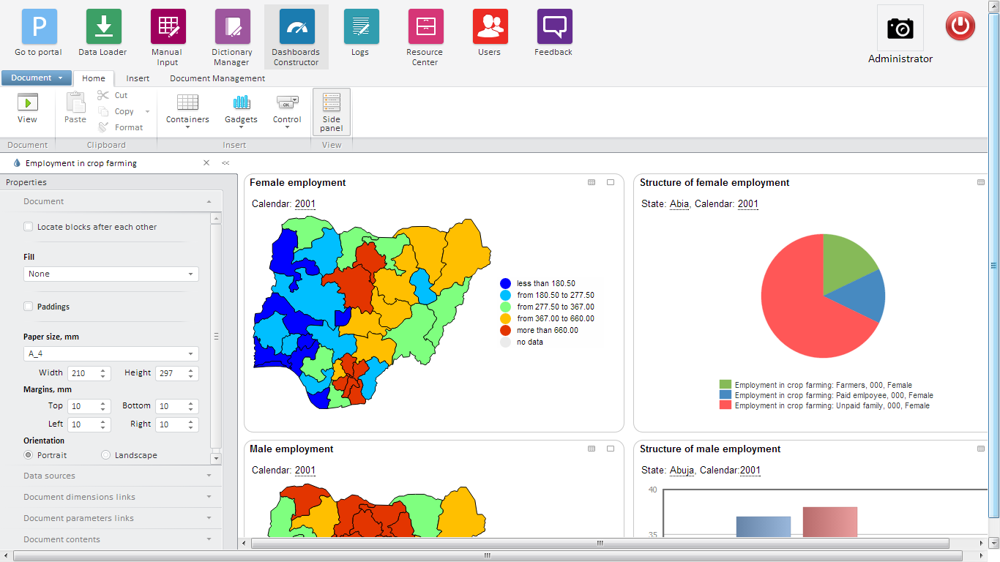 P
Go to portal
Data Loader
Manual
Input
Dictionary
Manager
Dashboards
Constructor
Logs
Resource
Center
Users
Feedback
Administrator
Document
Home
Insert
Document Management
View
Paste
Cut
Copy
Format
Containers
Gadgets
OK
Control
Side
panel
Document
Clipboard
Insert
View
Employment in crop farming
<<
Properties
Document
Locate blocks after each other
Fill
None
Paddings
Paper size, mm
A_4
Width 210 Height 297
Margins, mm
Top 10 Bottom 10
Left 10 Right 10
Orientation
Portrait Landscape
Data sources
Document dimensions links
Document parameters links
Document contents
Female employment
Calendar: 2001
less than 180.50
from 180.50 to 277.50
from 277.50 to 367.00
from 367.00 to 660.00
more than 660.00
no data
Structure of female employment
State: Abia, Calendar: 2001
Employment in crop farming: Farmers, 000, Female
Employment in crop farming: Paid emlpoyee, 000, Female
Employment in crop farming: Unpaid family, 000, Female
Male employment
Calendar: 2001
Structure of male employment
State: Abuja, Calendar:2001
40
35